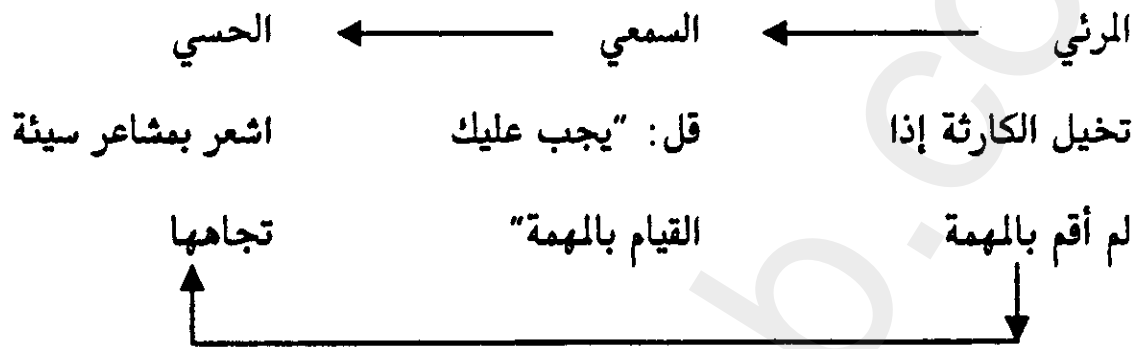 المرئي السمعي الحسي
تخيل الكارثة إذا قل: "يجب عليك اشعر بمشاعر سيئة
لم أقم بالمهمة القيام بالمهمة" تجاهها